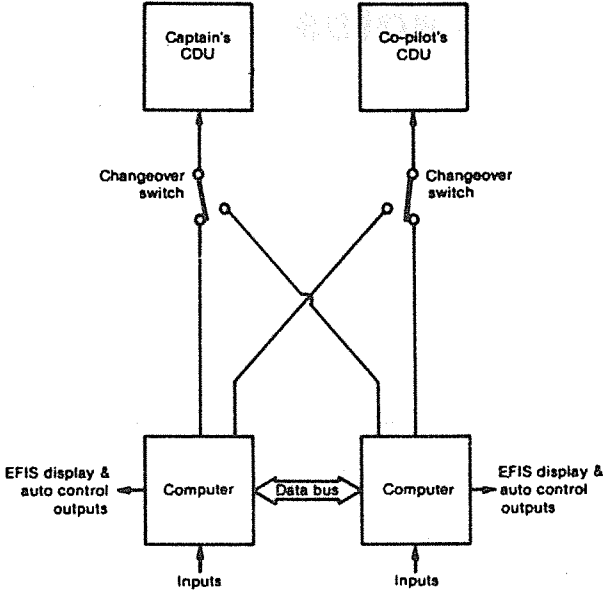 Captain's
CDU
Co-pilot's
CDU
Changeover
switch
Changeover
switch
EFIS display &
auto control
outputs
Computer
Data bus
Computer
EFIS display &
auto control
outputs
Inputs
Inputs